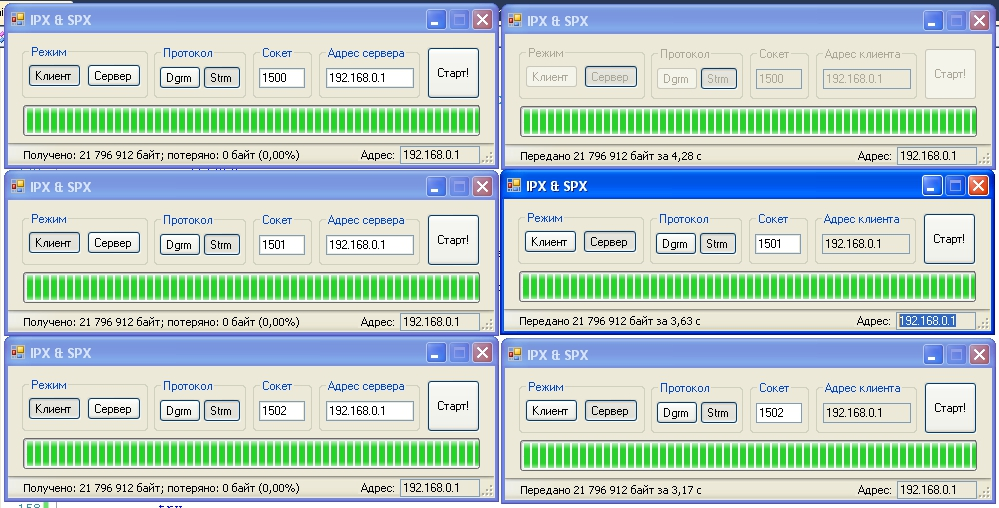 IPX & SPX
Режим
Протокол
Сокет
Адрес сервера
Клиент
Сервер
Dgrm
Strm
1500
192.168.0.1
Старт!
Получено: 21 796 912 байт; потеряно: 0 байт (0,00%)
Адрес:
192.168.0.1
IPX & SPX
Режим
Протокол
Сокет
Адрес клиента
Клиент
Сервер
Dgrm
Strm
1500
192.168.0.1
Старт!
Передано 21 796 912 байт за 4,28 с
Адрес:
192.168.0.1
IPX & SPX
Режим
Протокол
Сокет
Адрес сервера
Клиент
Сервер
Dgrm
Strm
1501
192.168.0.1
Старт!
Получено: 21 796 912 байт; потеряно: 0 байт (0,00%)
Адрес:
192.168.0.1
IPX & SPX
Режим
Протокол
Сокет
Адрес клиента
Клиент
Сервер
Dgrm
Strm
1501
192.168.0.1
Старт!
Передано 21 796 912 байт за 3,63 с
Адрес:
192.168.0.1
IPX & SPX
Режим
Протокол
Сокет
Адрес сервера
Клиент
Сервер
Dgrm
Strm
1502
192.168.0.1
Старт!
Получено: 21 796 912 байт; потеряно: 0 байт (0,00%)
Адрес:
192.168.0.1
IPX & SPX
Режим
Протокол
Сокет
Адрес клиента
Клиент
Сервер
Dgrm
Strm
1502
192.168.0.1
Старт!
Передано 21 796 912 байт за 3,17 с
Адрес:
192.168.0.1